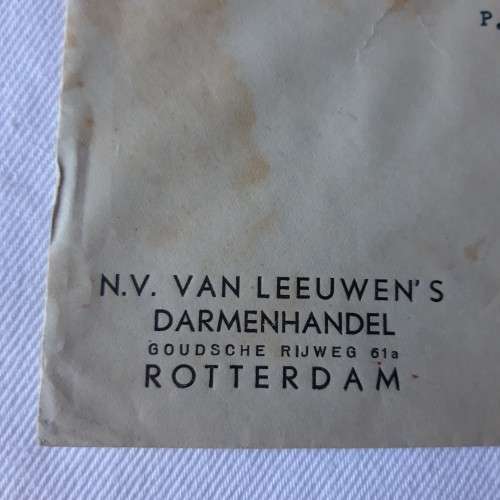 P.
N.V. VAN LEEUWEN'S
DARMENHANDEL
GOUDSCHE RIJWEG 61a
ROTTERDAM